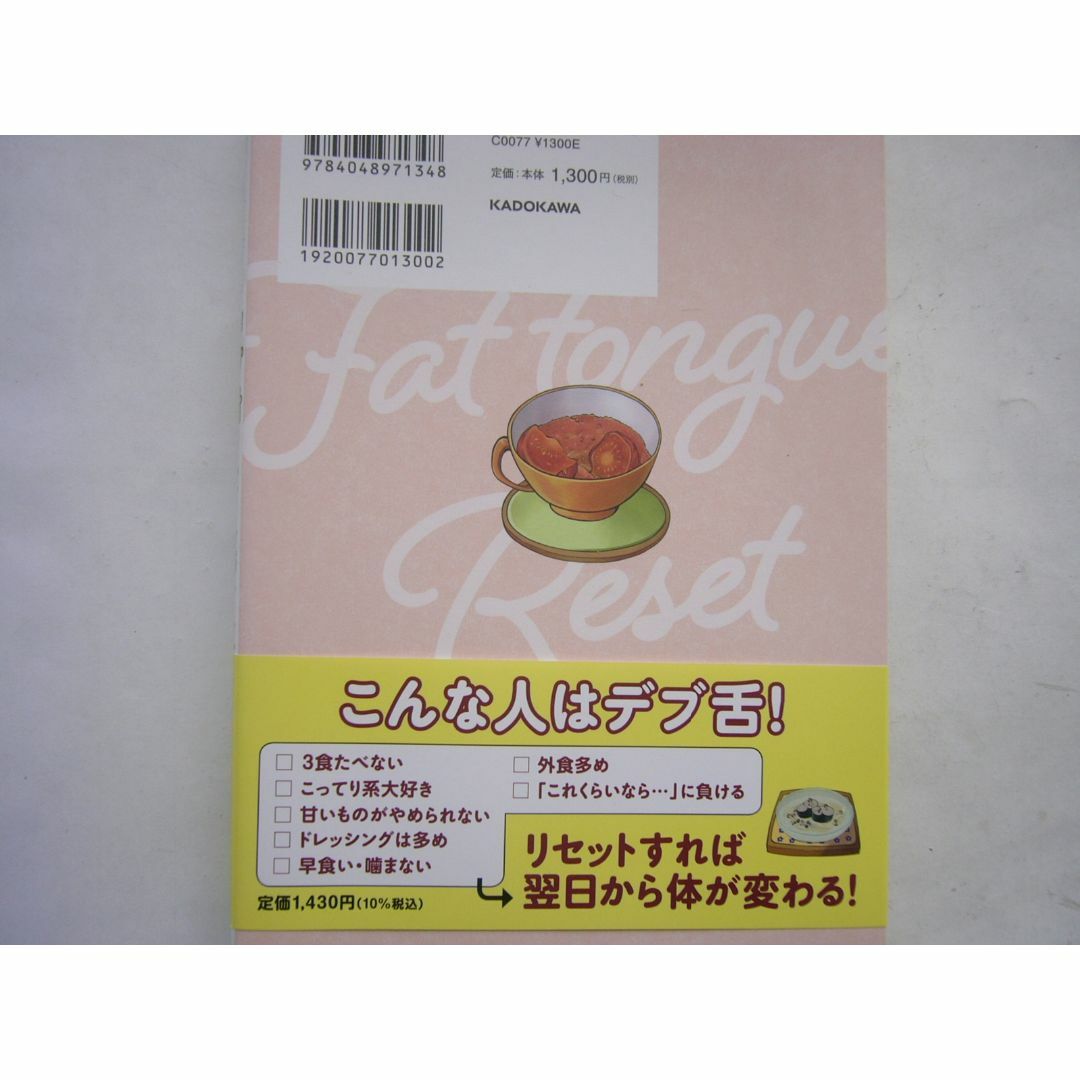 9784048971348
1920077013002
C0077 ¥1300E
定価:本体 1,300円(税別)
KADOKAWA
Fat tongue
Reset
こんな人はデブ舌!
□ 3食たべない
□ こってり系大好き
□ 甘いものがやめられない
□ ドレッシングは多め
□ 早食い・噛まない
□ 外食多め
□ 「これくらいなら…」に負ける
リセットすれば
翌日から体が変わる!
定価1,430円(10%税込)